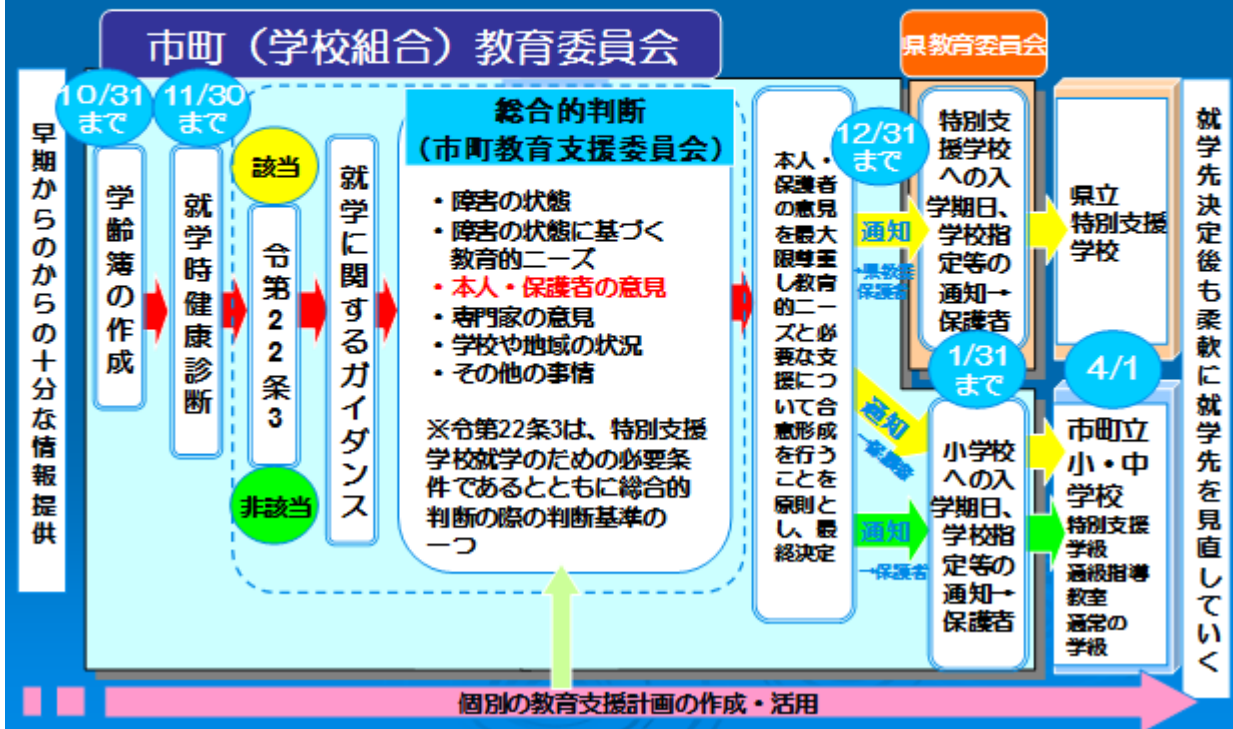 市町（学校組合）教育委員会
県教育委員会
早期からのからの十分な情報提供
10/31
まで
学齢簿の作成
11/30
まで
就学時健康診断
該当
令第２２条３
非該当
就学に関するガイダンス
総合的判断
（市町教育支援委員会）
・障害の状態
・障害の状態に基づく
教育的ニーズ
・本人・保護者の意見
・専門家の意見
・学校や地域の状況
・その他の事情
※令第22条3は、特別支援
学校就学のための必要条
件であるとともに総合的
判断の際の判断基準の
一つ
本人・
保護者
の意見
を最大
限尊重
し教育
的ニー
ズと必
要な支
援につ
いて合
意形成
を行う
ことを
原則と
し、最
終決定
12/31
まで
通知
→県教委
保護者
通知
→保護者
通知
→保護者
特別支
援学校
への入
学期日、
学校指
定等の
通知→
保護者
1/31
まで
小学校
への入
学期日、
学校指
定等の
通知→
保護者
県立
特別支援
学校
4/1
市町立
小・中
学校
特別支援
学級
通級指導
教室
通常の
学級
就学先決定後も柔軟に就学先を見直していく
個別の教育支援計画の作成・活用